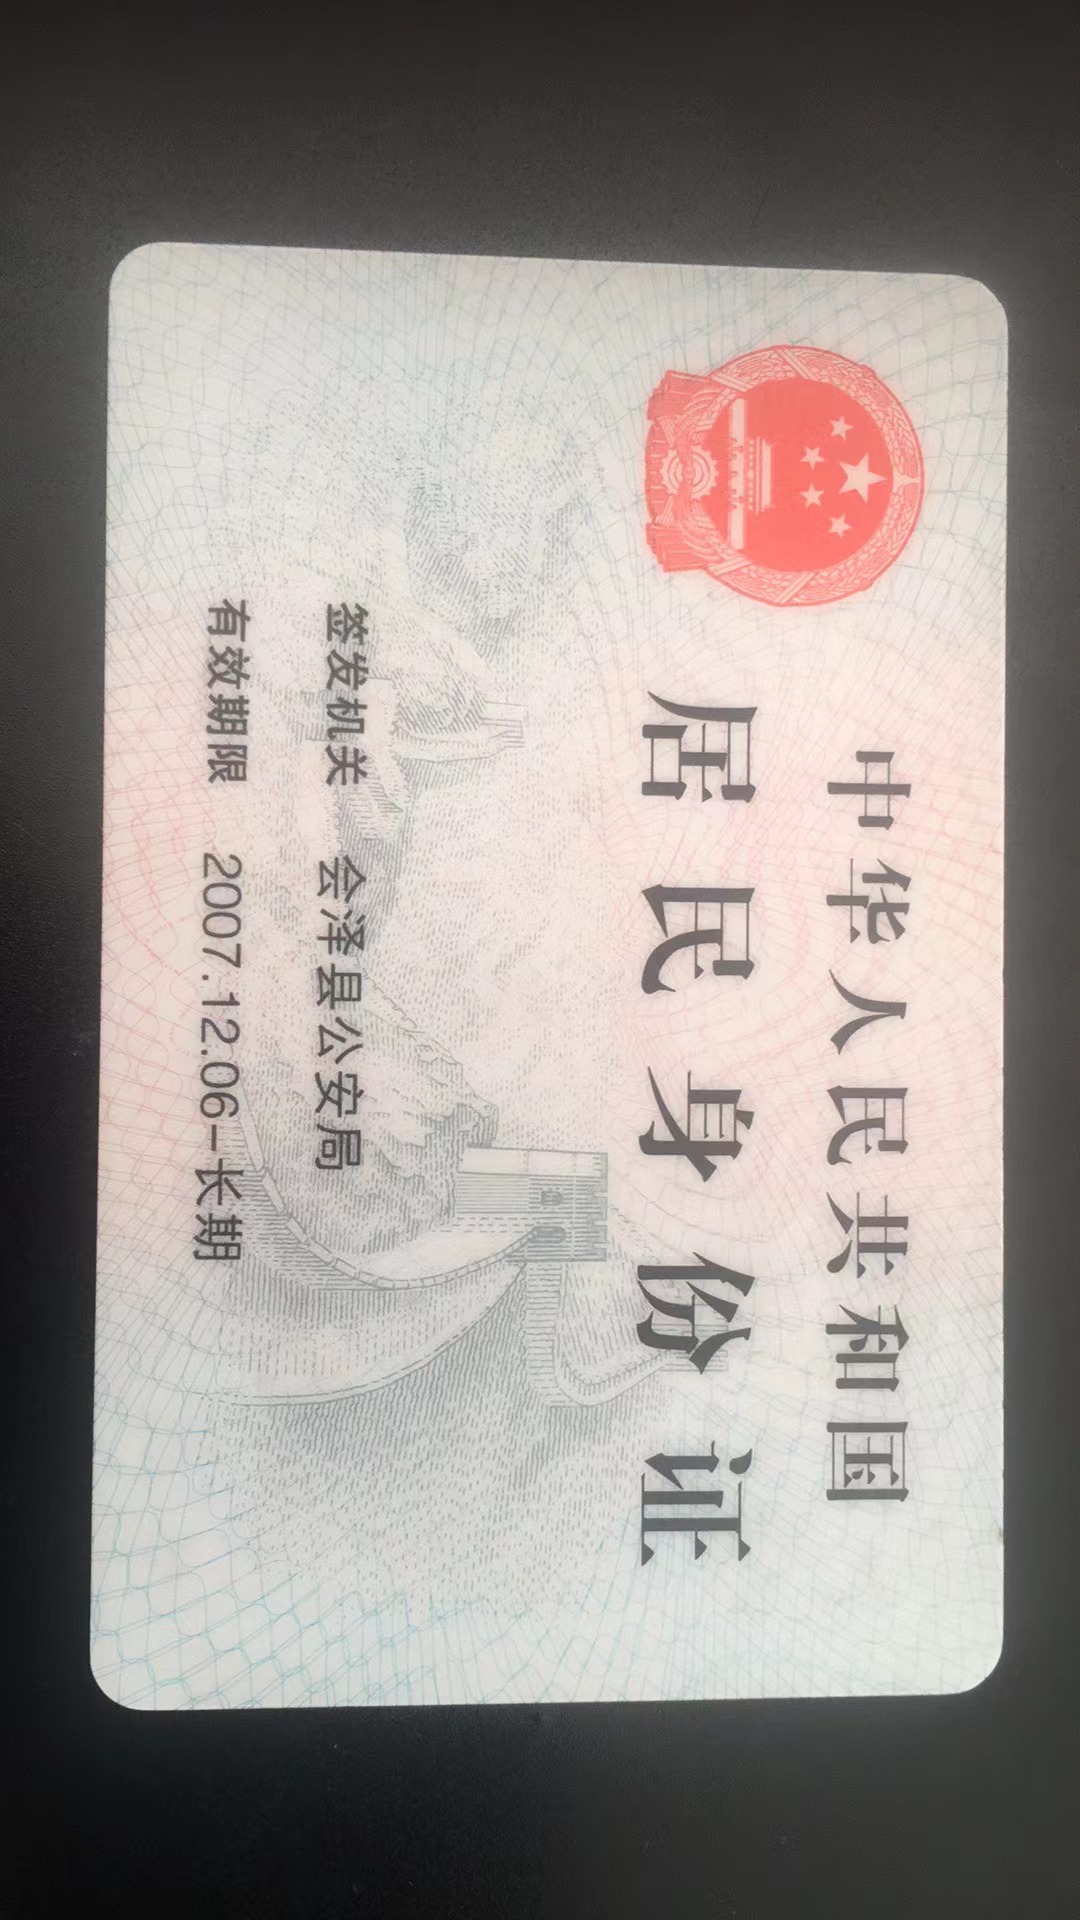 中华人民共和国
居民身份证
签发机关 会泽县公安局
有效期限 2007.12.06-长期